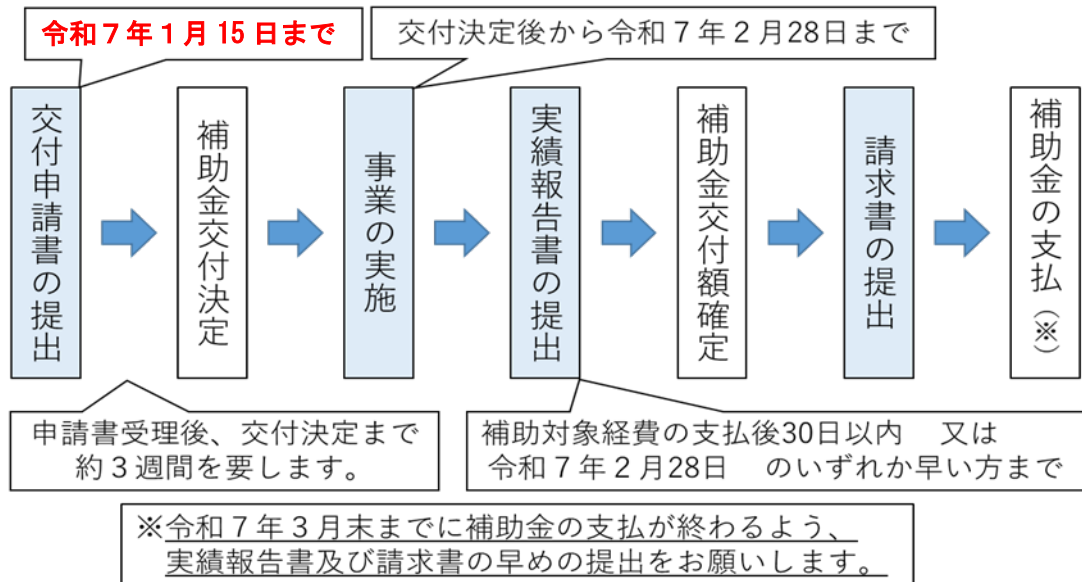 令和７年１月15日まで
交付決定後から令和７年２月28日まで
交付申請書の提出
補助金交付決定
事業の実施
実績報告書の提出
補助金交付額確定
請求書の提出
補助金の支払（※）
申請書受理後、交付決定まで
約３週間を要します。
補助対象経費の支払後30日以内　又は
令和７年２月28日　のいずれか早い方まで
※令和７年３月末までに補助金の支払が終わるよう、
実績報告書及び請求書の早めの提出をお願いします。